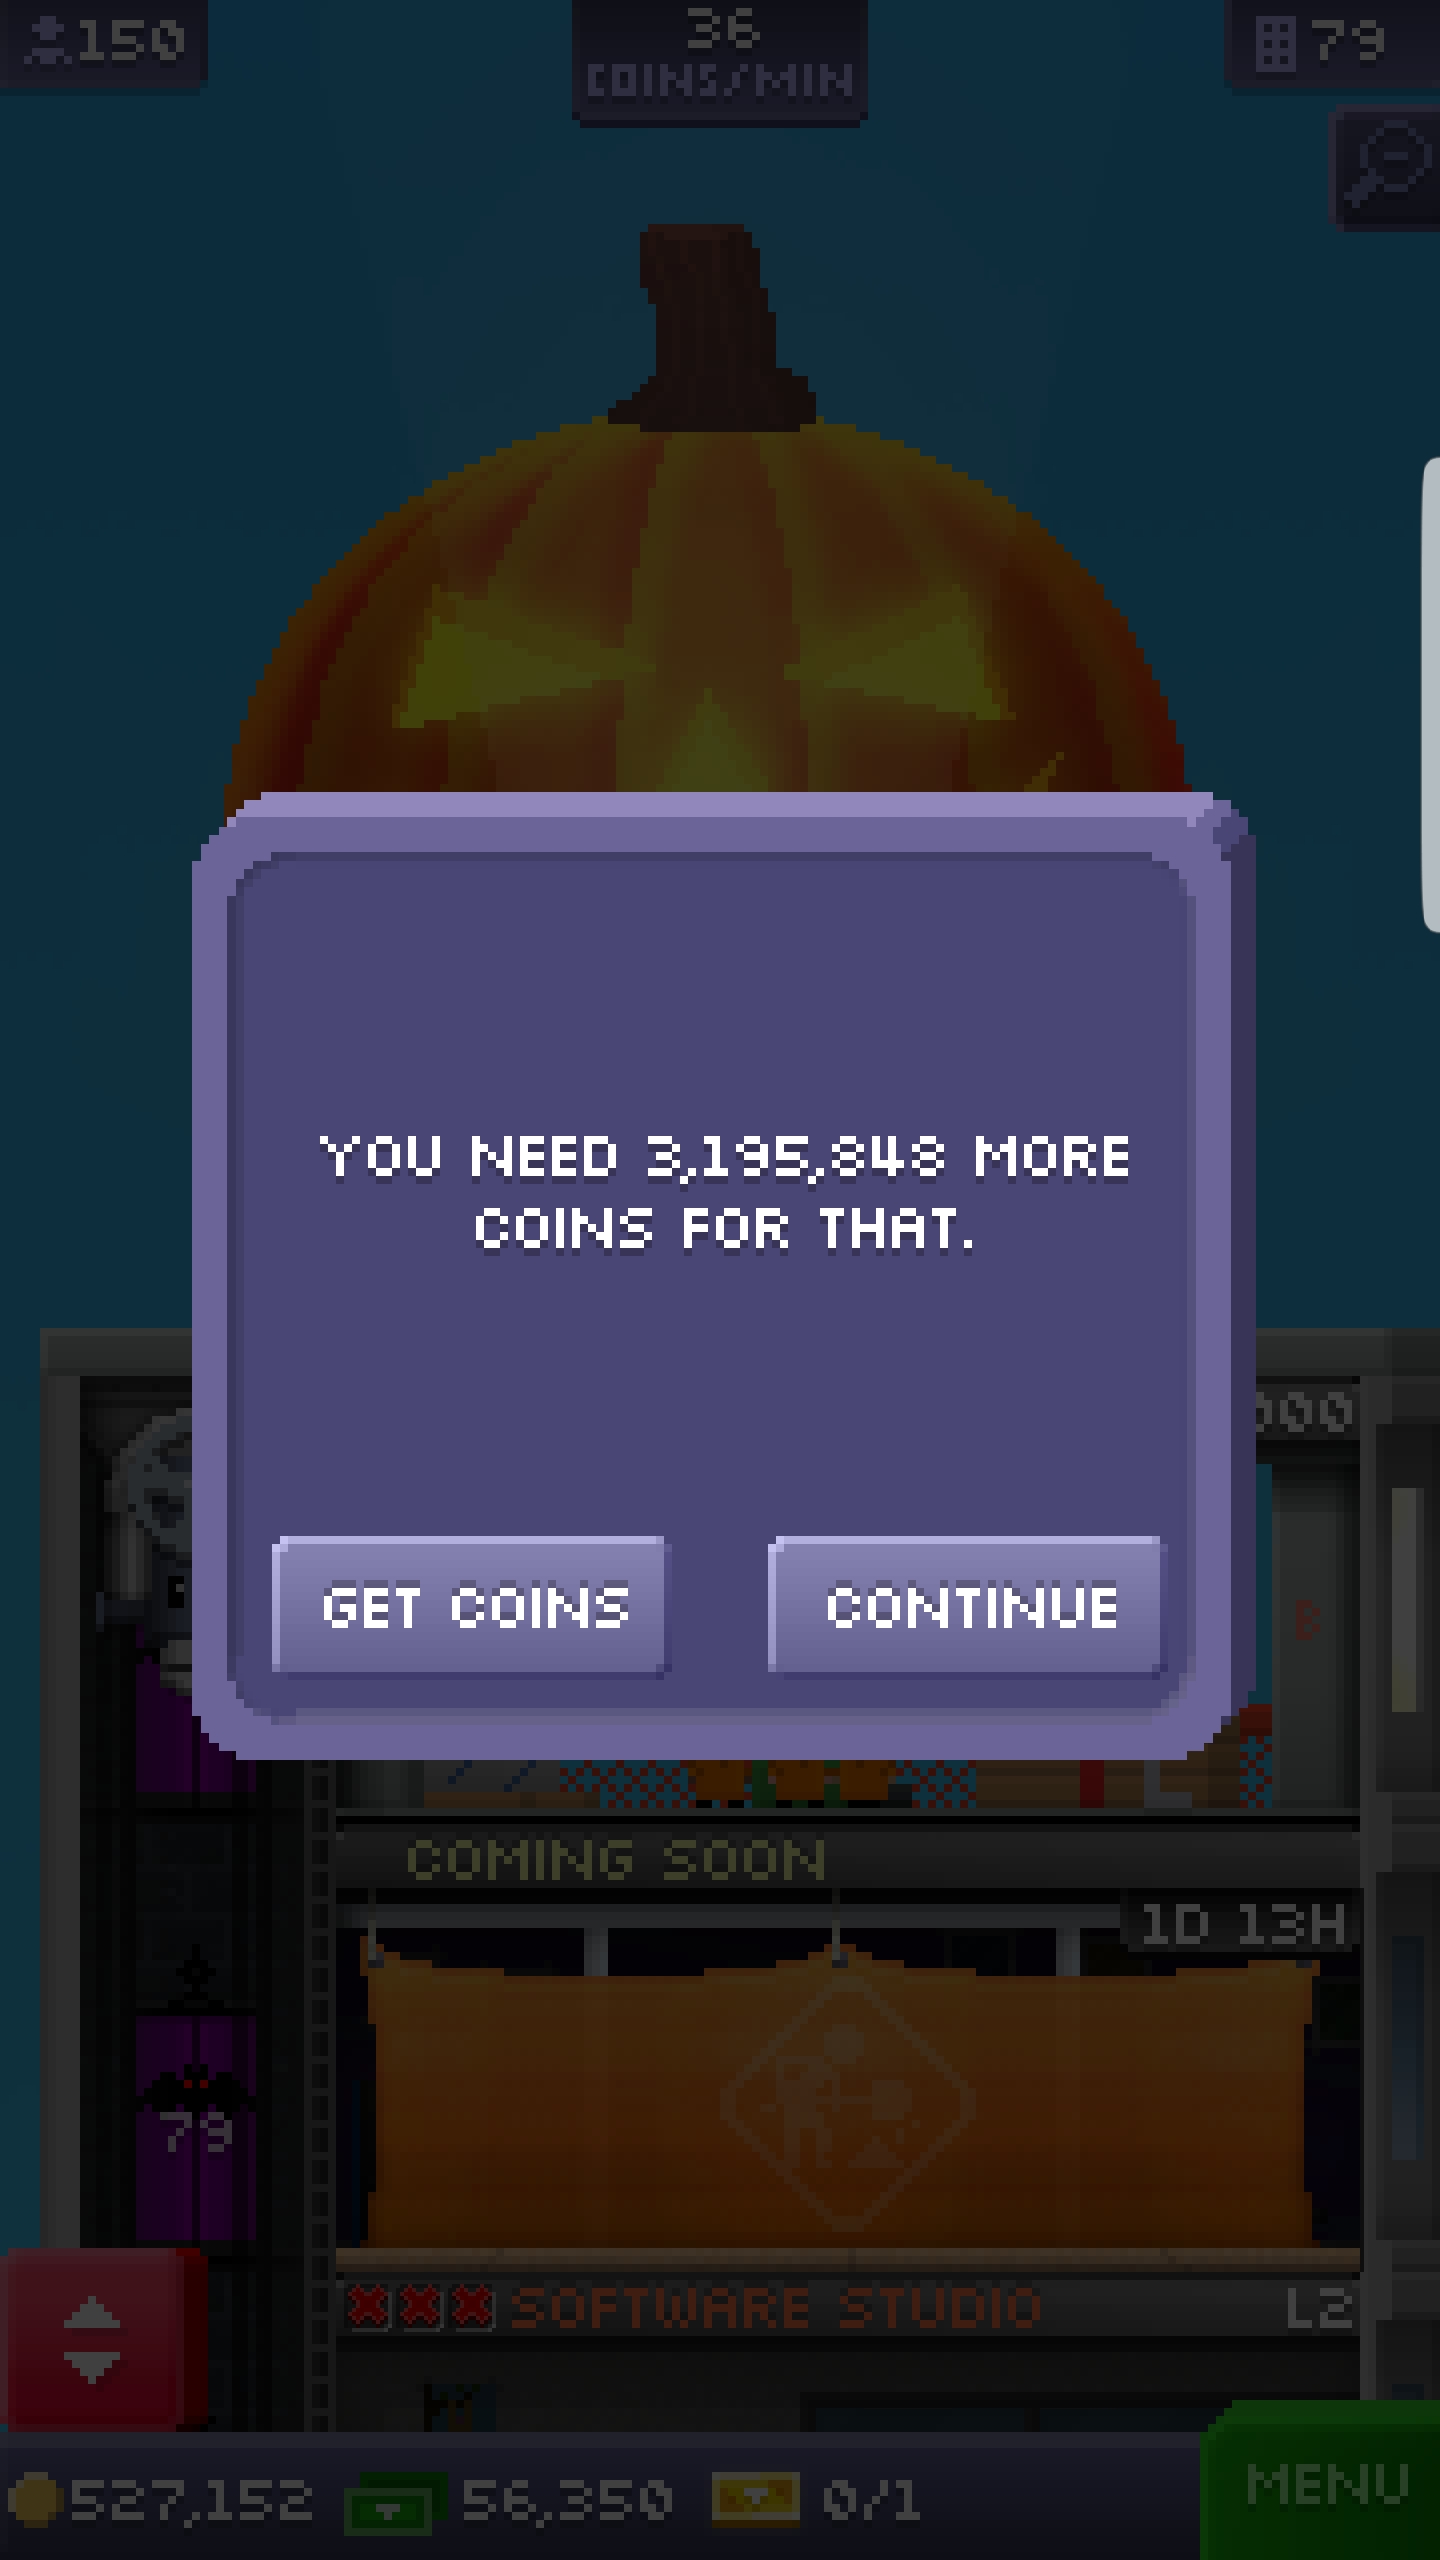 150
36
COINS/MIN
79
YOU NEED 3,195,848 MORE
COINS FOR THAT.
GET COINS
CONTINUE
000
B
COMING SOON
1D 13H
79
SOFTWARE STUDIO
L2
527,152
56,350
0/1
MENU